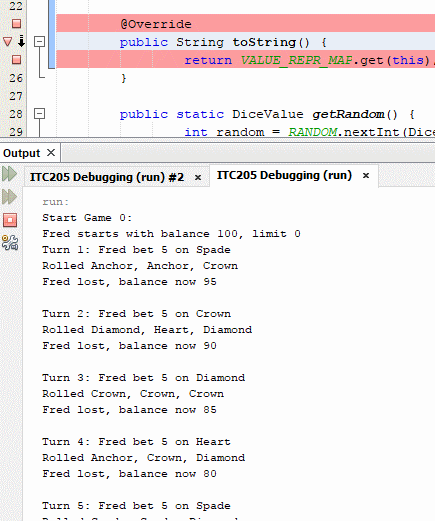 22
@Override
public String toString() {
return VALUE_REPR_MAP.get(this)
26 }
27
28 public static DiceValue getRandom() {
29 int random = RANDOM.nextInt(Dice
Output ×
ITC205 Debugging (run) #2 × ITC205 Debugging (run) ×
run:
Start Game 0:
Fred starts with balance 100, limit 0
Turn 1: Fred bet 5 on Spade
Rolled Anchor, Anchor, Crown
Fred lost, balance now 95
Turn 2: Fred bet 5 on Crown
Rolled Diamond, Heart, Diamond
Fred lost, balance now 90
Turn 3: Fred bet 5 on Diamond
Rolled Crown, Crown, Crown
Fred lost, balance now 85
Turn 4: Fred bet 5 on Heart
Rolled Anchor, Crown, Diamond
Fred lost, balance now 80
Turn 5: Fred bet 5 on Spade